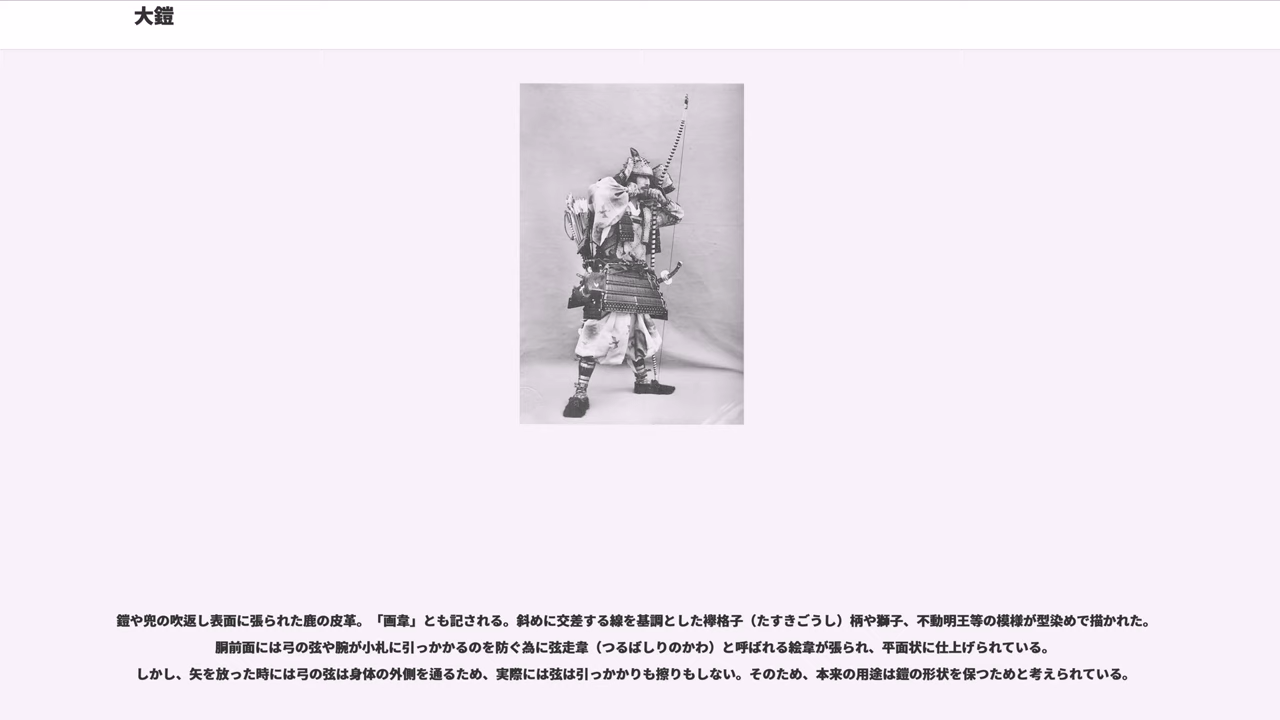 大鎧
鎧や兜の吹返し表面に張られた鹿の皮革。「画韋」とも記される。斜めに交差する線を基調とした襷格子（たすきごうし）柄や獅子、不動明王等の模様が型染めで描かれた。
胴前面には弓の弦や腕が小札に引っかかるのを防ぐ為に弦走韋（つるばしりのかわ）と呼ばれる絵韋が張られ、平面状に仕上げられている。
しかし、矢を放った時には弓の弦は身体の外側を通るため、実際には弦は引っかかりも擦りもしない。そのため、本来の用途は鎧の形状を保つためと考えられている。